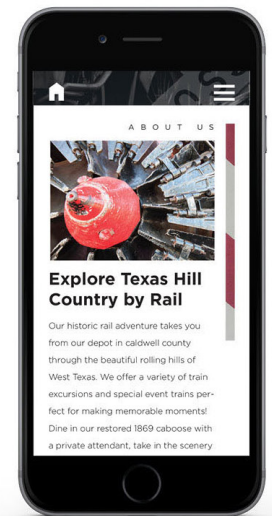 ABOUT US
Explore Texas Hill
Country by Rail
Our historic rail adventure takes you
from our depot in caldwell county
through the beautiful rolling hills of
West Texas. We offer a variety of train
excursions and special event trains per-
fect for making memorable moments!
Dine in our restored 1869 caboose with
a private attendant, take in the scenery